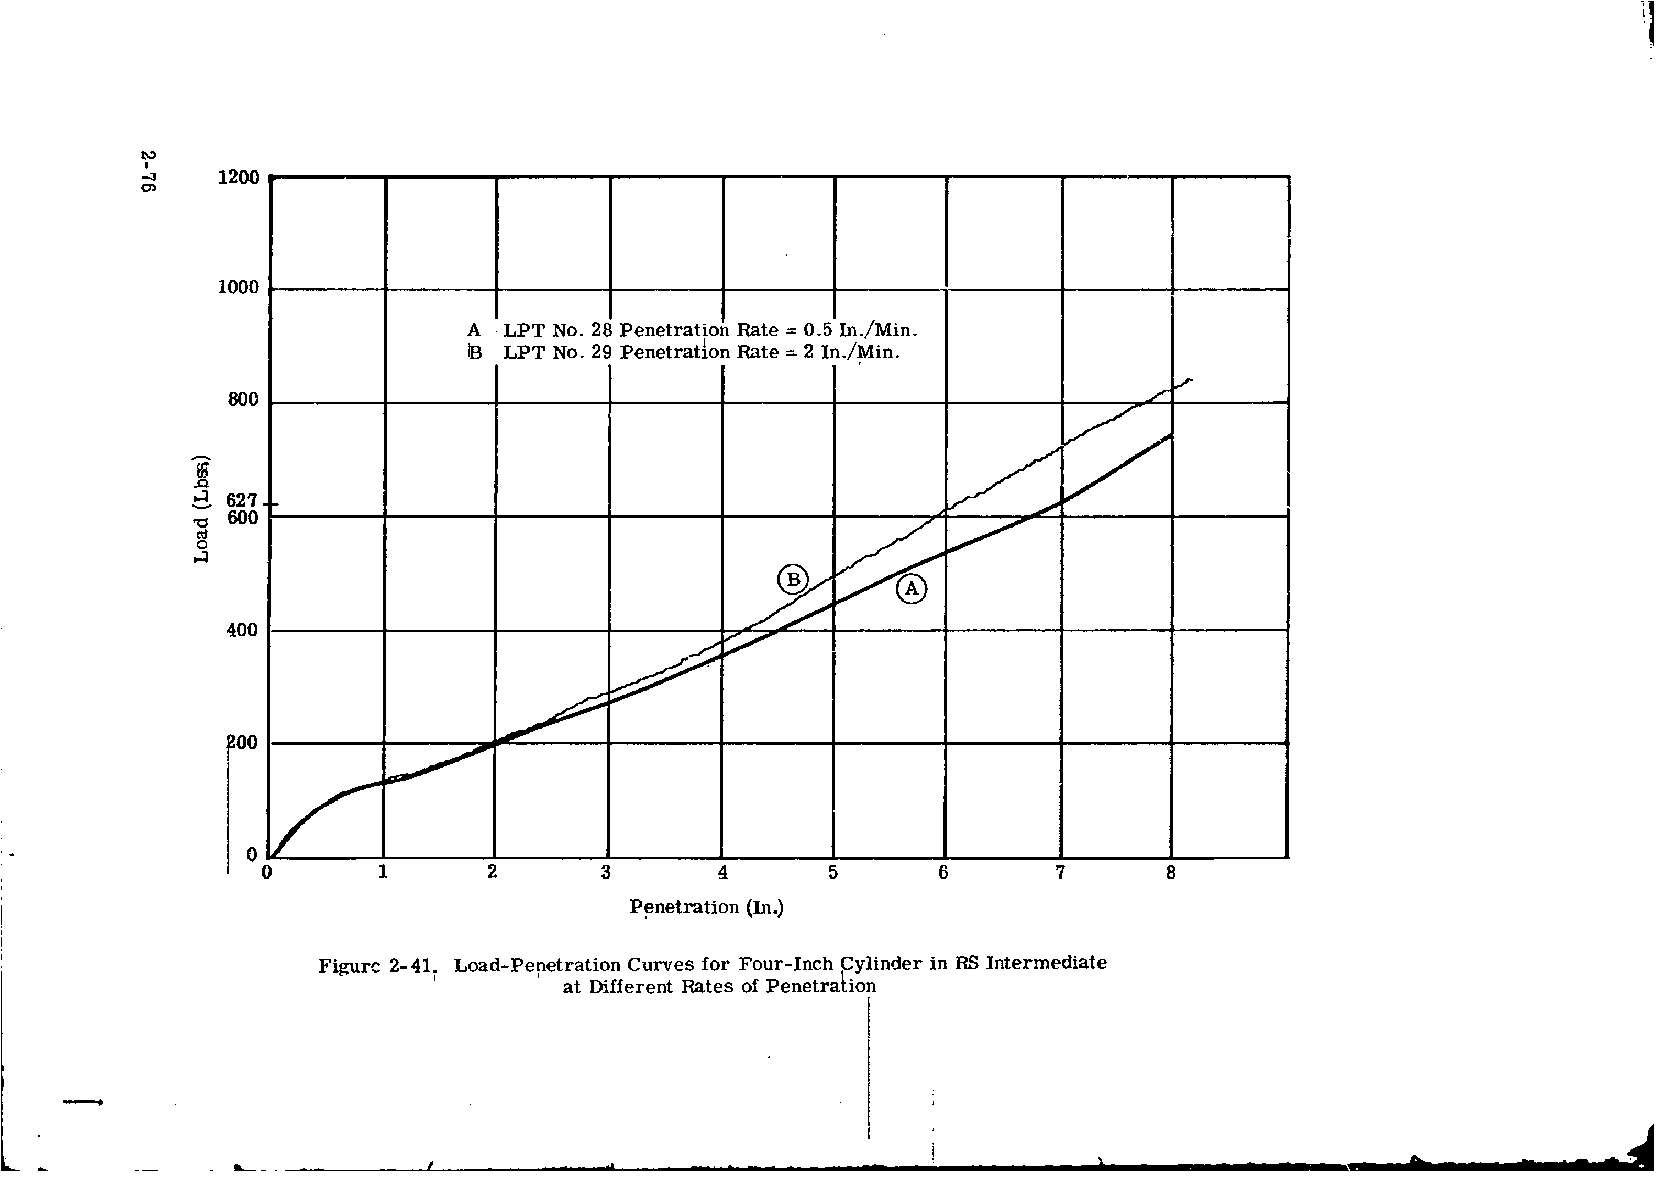 2-76
1200
1000
A LPT No. 28 Penetration Rate = 0.5 In./Min.
B LPT No. 29 Penetration Rate = 2 In./Min.
800
Load (Lbss)
627
600
B
A
400
200
0
0 1 2 3 4 5 6 7 8
Penetration (In.)
Figure 2-41. Load-Penetration Curves for Four-Inch Cylinder in RS Intermediate
at Different Rates of Penetration